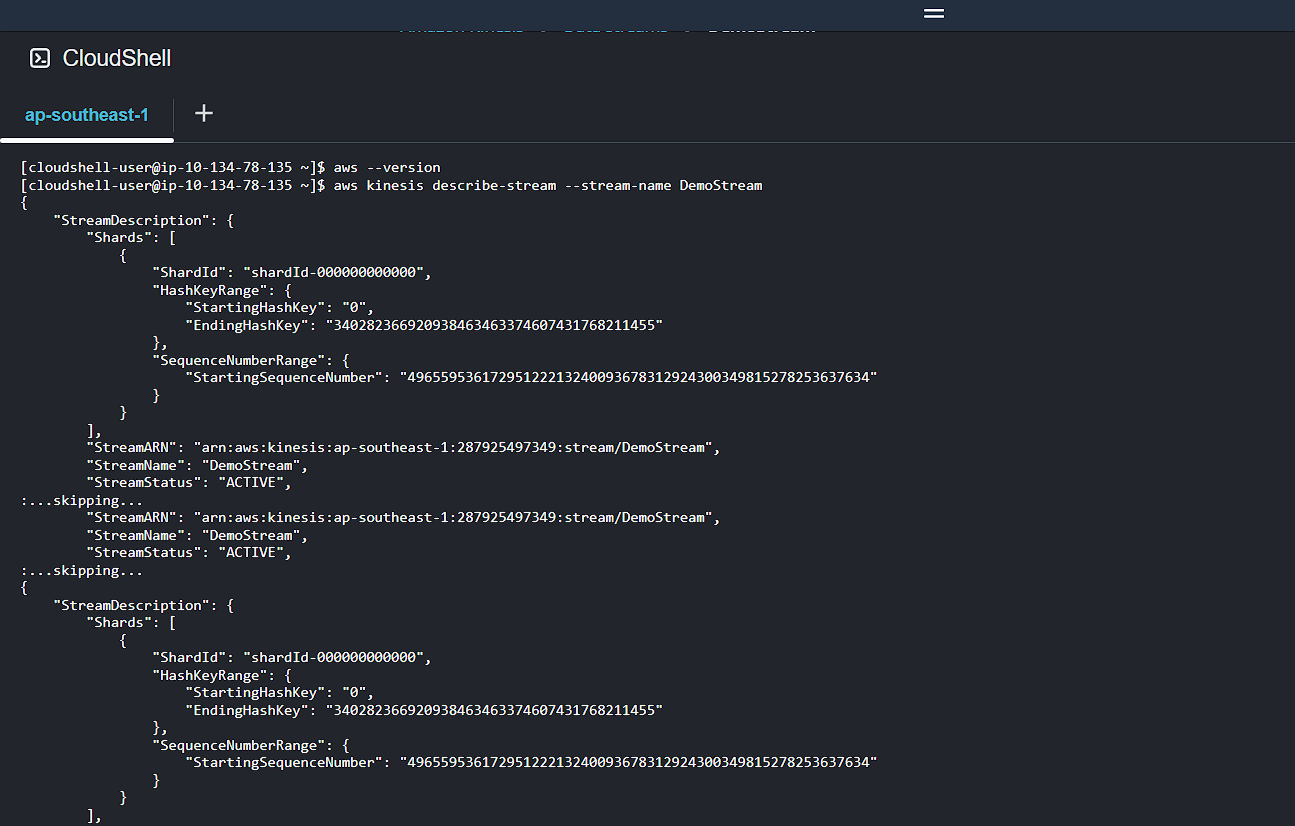 CloudShell
ap-southeast-1
[cloudshell-user@ip-10-134-78-135 ~]$ aws --version
[cloudshell-user@ip-10-134-78-135 ~]$ aws kinesis describe-stream --stream-name DemoStream
{
    "StreamDescription": {
        "Shards": [
            {
                "ShardId": "shardId-000000000000",
                "HashKeyRange": {
                    "StartingHashKey": "0",
                    "EndingHashKey": "340282366920938463463374607431768211455"
                },
                "SequenceNumberRange": {
                    "StartingSequenceNumber": "49655953617295122213240093678312924300349815278253637634"
                }
            }
        ],
        "StreamARN": "arn:aws:kinesis:ap-southeast-1:287925497349:stream/DemoStream",
        "StreamName": "DemoStream",
        "StreamStatus": "ACTIVE",
:...skipping...
        "StreamARN": "arn:aws:kinesis:ap-southeast-1:287925497349:stream/DemoStream",
        "StreamName": "DemoStream",
        "StreamStatus": "ACTIVE",
:...skipping...
{
    "StreamDescription": {
        "Shards": [
            {
                "ShardId": "shardId-000000000000",
                "HashKeyRange": {
                    "StartingHashKey": "0",
                    "EndingHashKey": "340282366920938463463374607431768211455"
                },
                "SequenceNumberRange": {
                    "StartingSequenceNumber": "49655953617295122213240093678312924300349815278253637634"
                }
            }
        ],